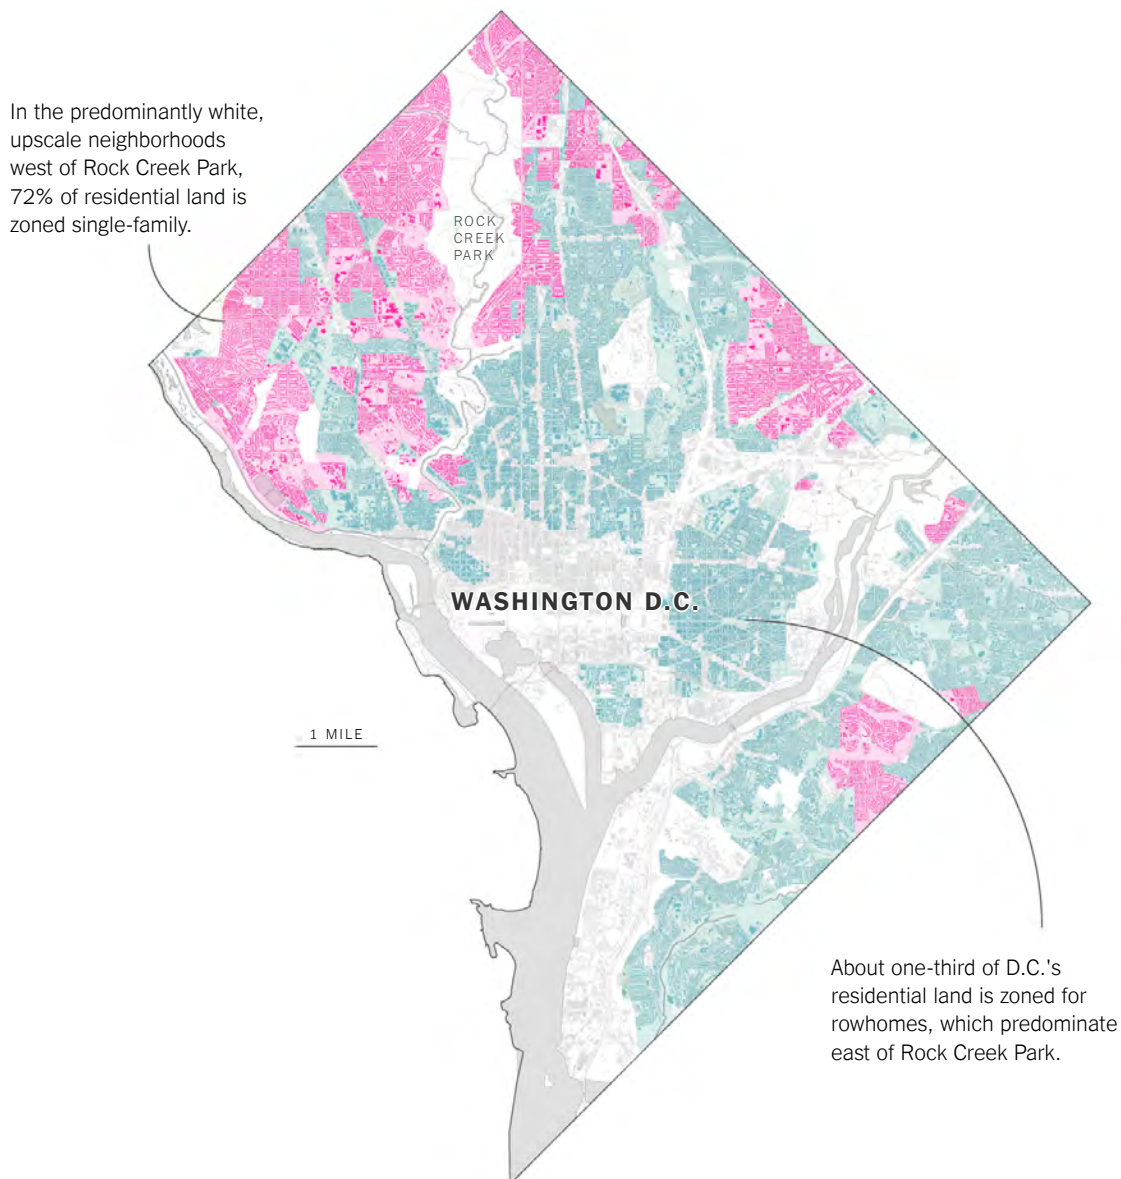 In the predominantly white,
upscale neighborhoods
west of Rock Creek Park,
72% of residential land is
zoned single-family.
ROCK
CREEK
PARK
WASHINGTON D.C.
1 MILE
About one-third of D.C.'s
residential land is zoned for
rowhomes, which predominate
east of Rock Creek Park.